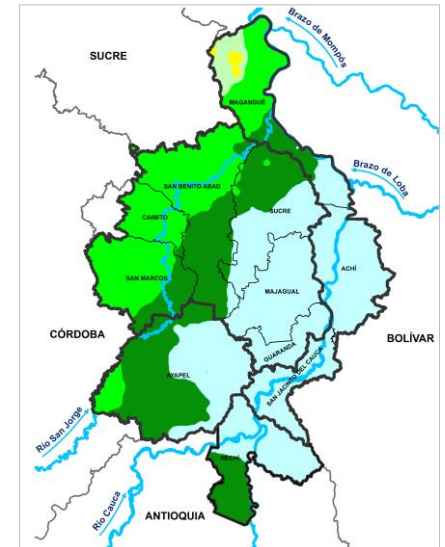 Brazo de Mompós
SUCRE
MAGANGUÉ
Brazo de Loba
SAN BENITO ABAD
SUCRE
CAIMITO
ACHÍ
SAN MARCOS
MAJAGUAL
CÓRDOBA
BOLÍVAR
GUARANDA
AYAPEL
SAN JACINTO DEL CAUCA
Río San Jorge
NECHÍ
Río Cauca
ANTIOQUIA